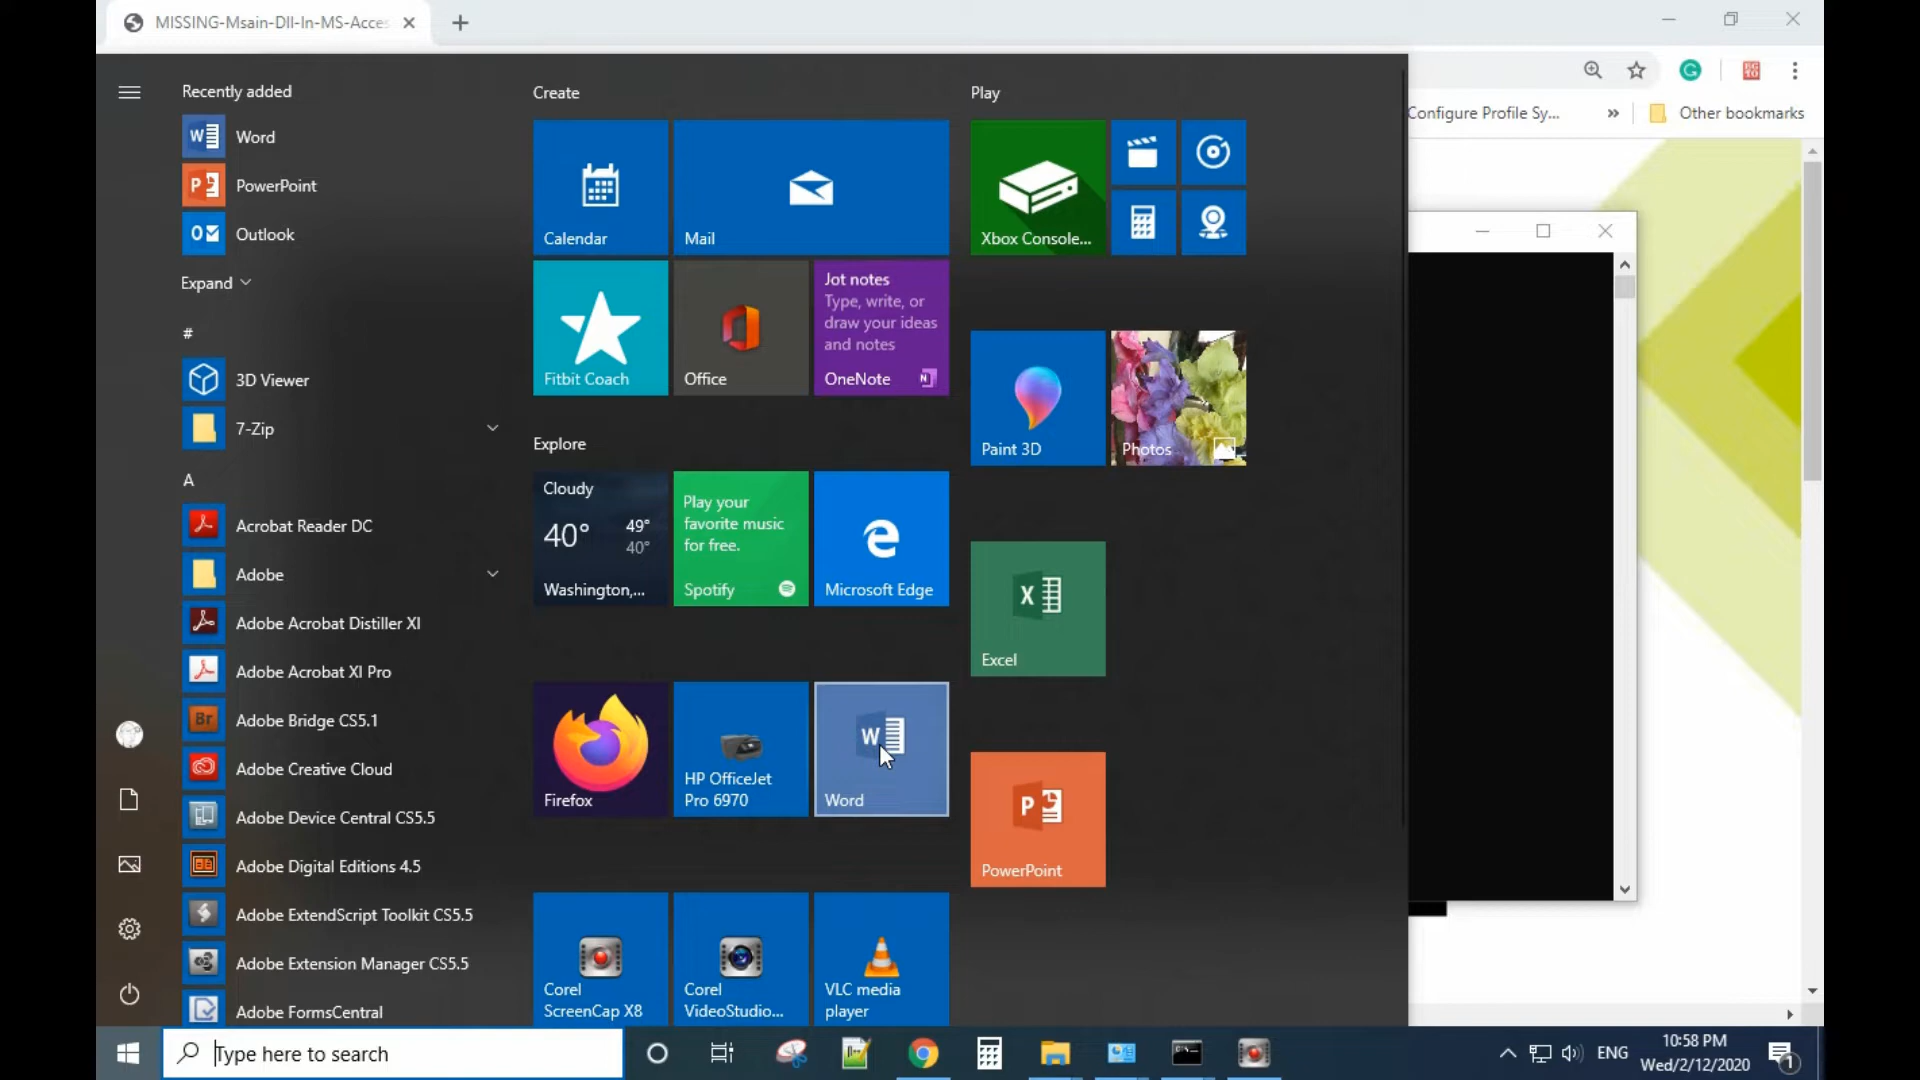 MISSING-Msain-Dll-In-MS-Acces
Configure Profile Sy...
Other bookmarks
Recently added
Word
PowerPoint
Outlook
Expand
#
3D Viewer
7-Zip
A
Acrobat Reader DC
Adobe
Adobe Acrobat Distiller XI
Adobe Acrobat XI Pro
Adobe Bridge CS5.1
Adobe Creative Cloud
Adobe Device Central CS5.5
Adobe Digital Editions 4.5
Adobe ExtendScript Toolkit CS5.5
Adobe Extension Manager CS5.5
Adobe FormsCentral
Create
Calendar
Mail
Fitbit Coach
Office
Jot notes
Type, write, or
draw your ideas
and notes
OneNote
Explore
Cloudy
40° 49°
40°
Washington,...
Play your
favorite music
for free.
Spotify
Microsoft Edge
Firefox
HP OfficeJet
Pro 6970
Word
Corel
ScreenCap X8
Corel
VideoStudio...
VLC media
player
Play
Xbox Console...
Paint 3D
Photos
Excel
PowerPoint
Type here to search
ENG
10:58 PM
Wed/2/12/2020
1